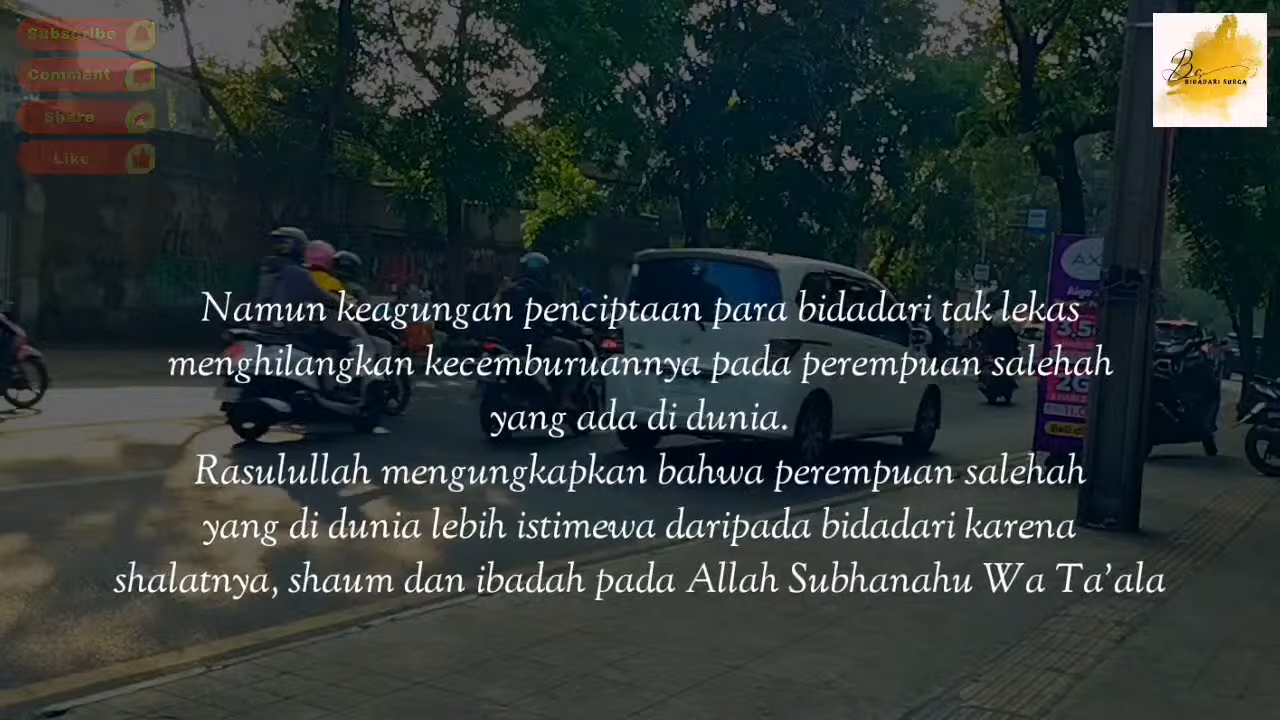 Subscribe
Comment
Share
Like
BIDADARI SURGA
Namun keagungan penciptaan para bidadari tak lekas
menghilangkan kecemburuannya pada perempuan salehah
yang ada di dunia.
Rasulullah mengungkapkan bahwa perempuan salehah
yang di dunia lebih istimewa daripada bidadari karena
shalatnya, shaum dan ibadah pada Allah Subhanahu Wa Ta'ala